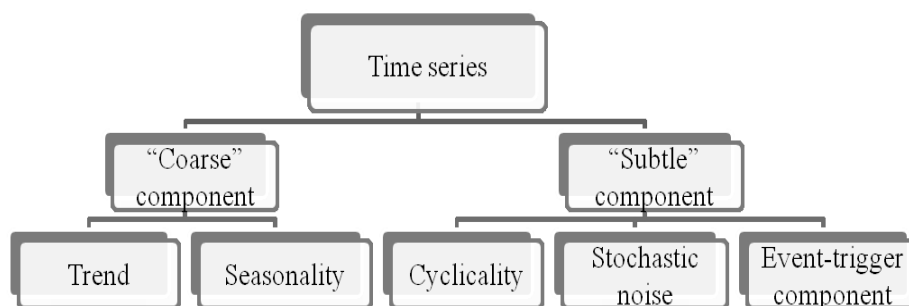 Time series
“Coarse”
component
“Subtle”
component
Trend
Seasonality
Cyclicality
Stochastic
noise
Event-trigger
component